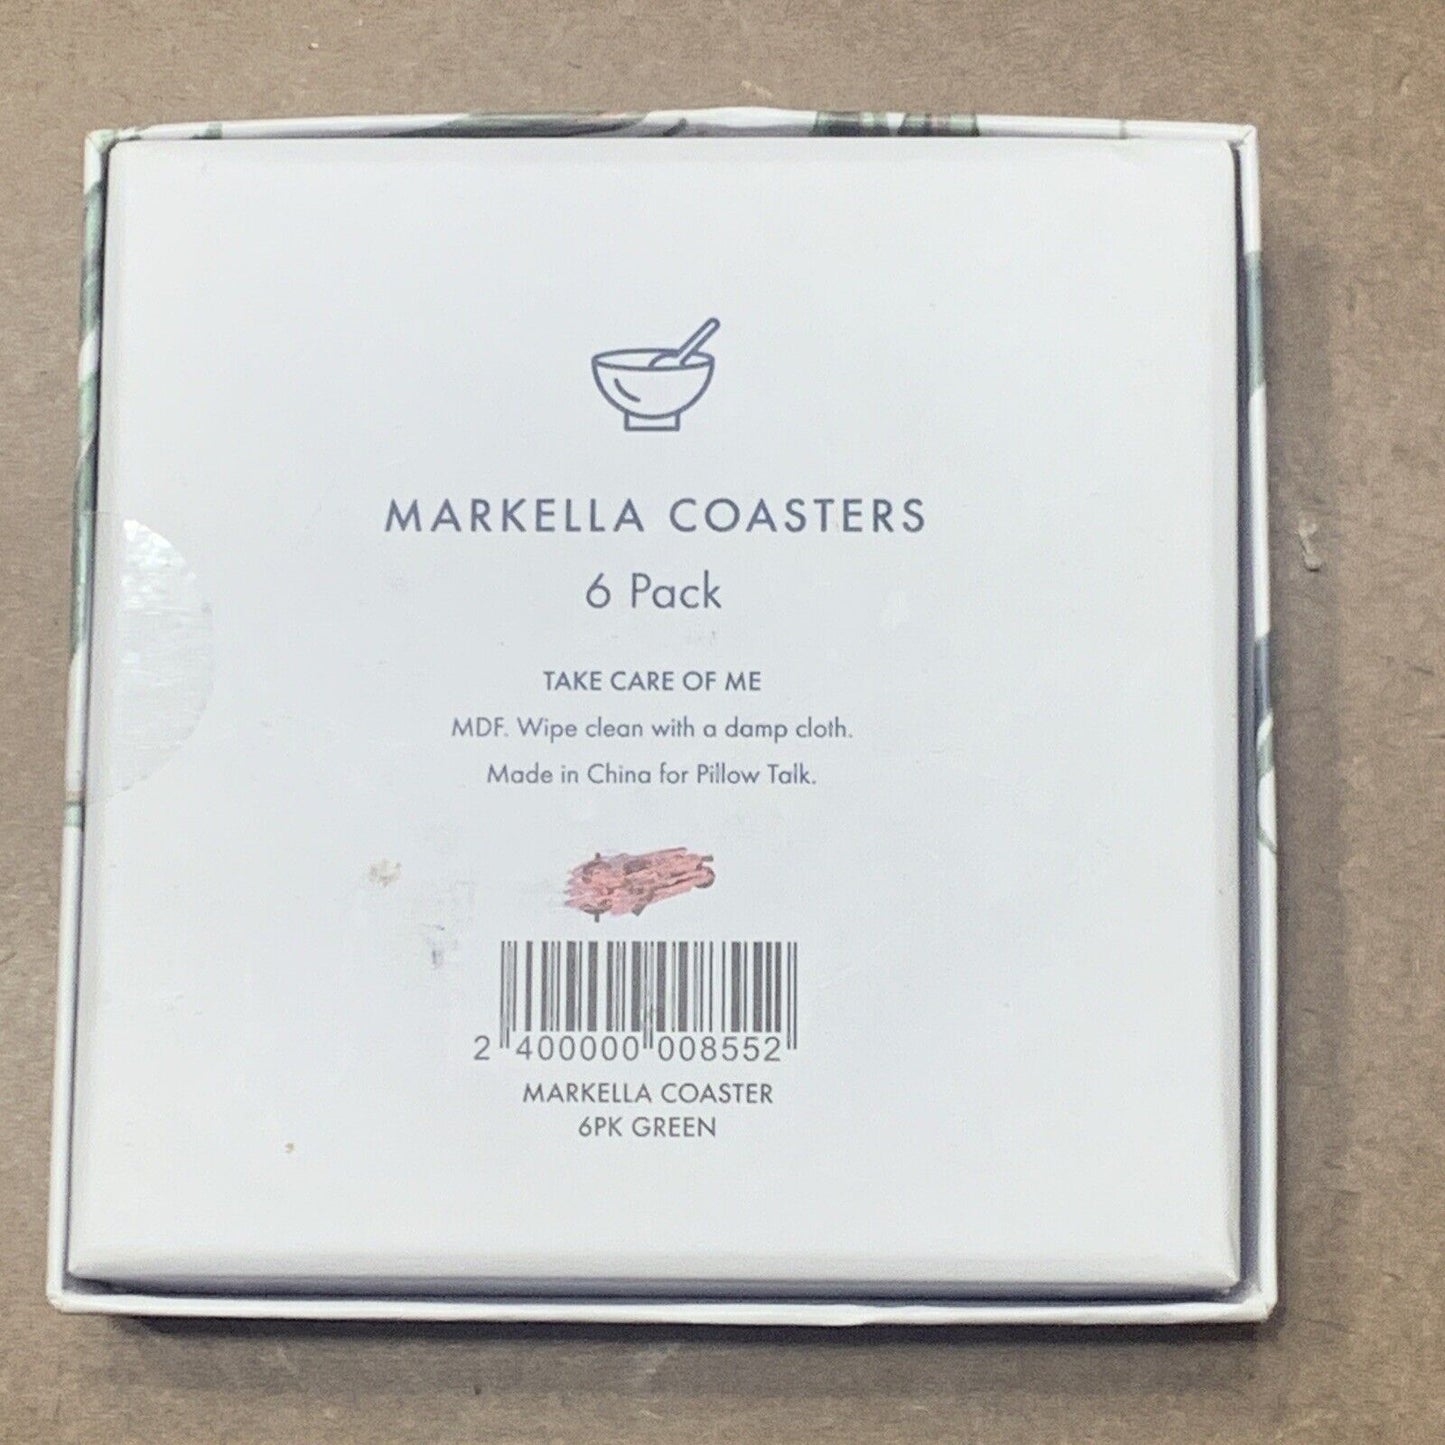 MARKELLA COASTERS
6 Pack
TAKE CARE OF ME
MDF. Wipe clean with a damp cloth.
Made in China for Pillow Talk.
2 400000 008552
MARKELLA COASTER
6PK GREEN